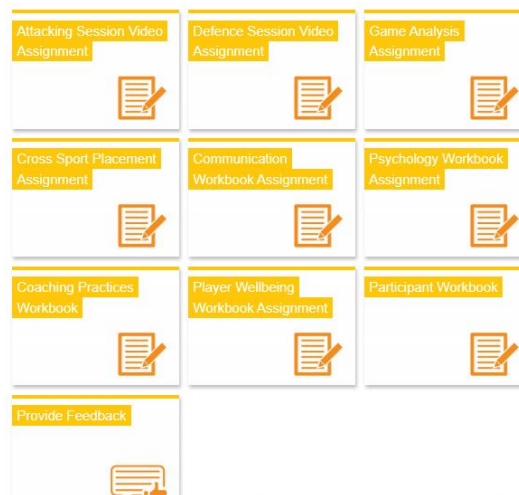 Attacking Session Video
Assignment
Defence Session Video
Assignment
Game Analysis
Assignment
Cross Sport Placement
Assignment
Communication
Workbook Assignment
Psychology Workbook
Assignment
Coaching Practices
Workbook
Player Wellbeing
Workbook Assignment
Participant Workbook
Provide Feedback